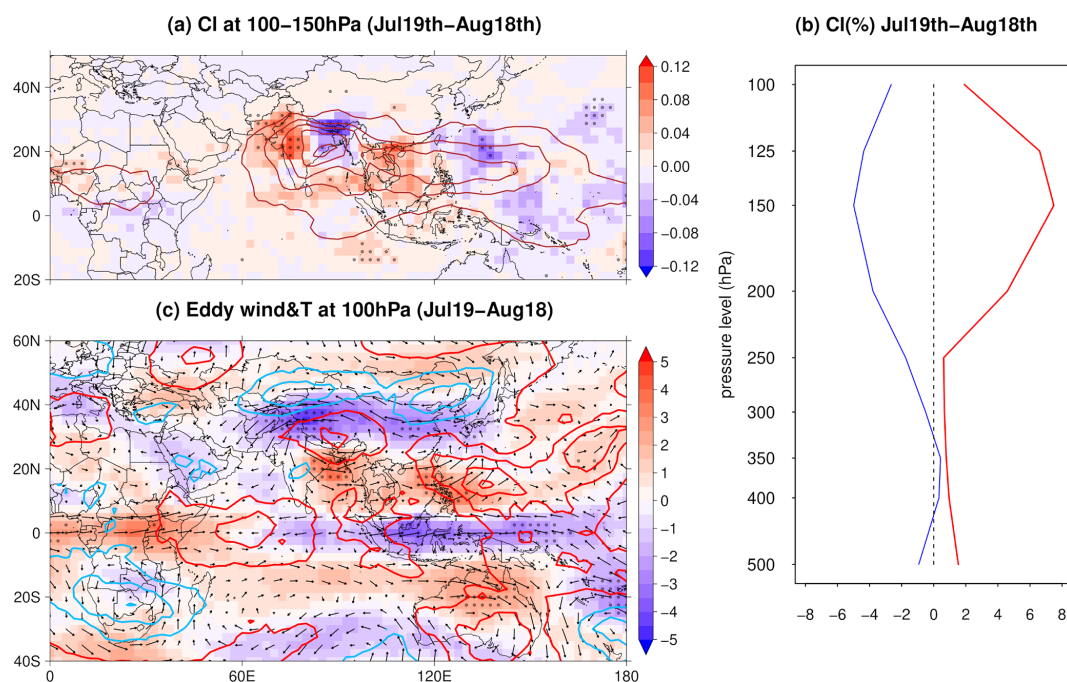 (a) CI at 100−150hPa (Jul19th−Aug18th)
40N
20N
0
20S
0.12
0.08
0.04
0.00
−0.04
−0.08
−0.12
(c) Eddy wind&T at 100hPa (Jul19−Aug18)
60N
40N
20N
0
20S
40S
0
60E
120E
180
5
4
3
2
1
0
−1
−2
−3
−4
−5
(b) CI(%) Jul19th−Aug18th
pressure level (hPa)
100
125
150
200
250
300
350
400
500
−8
−6
−4
−2
0
2
4
6
8